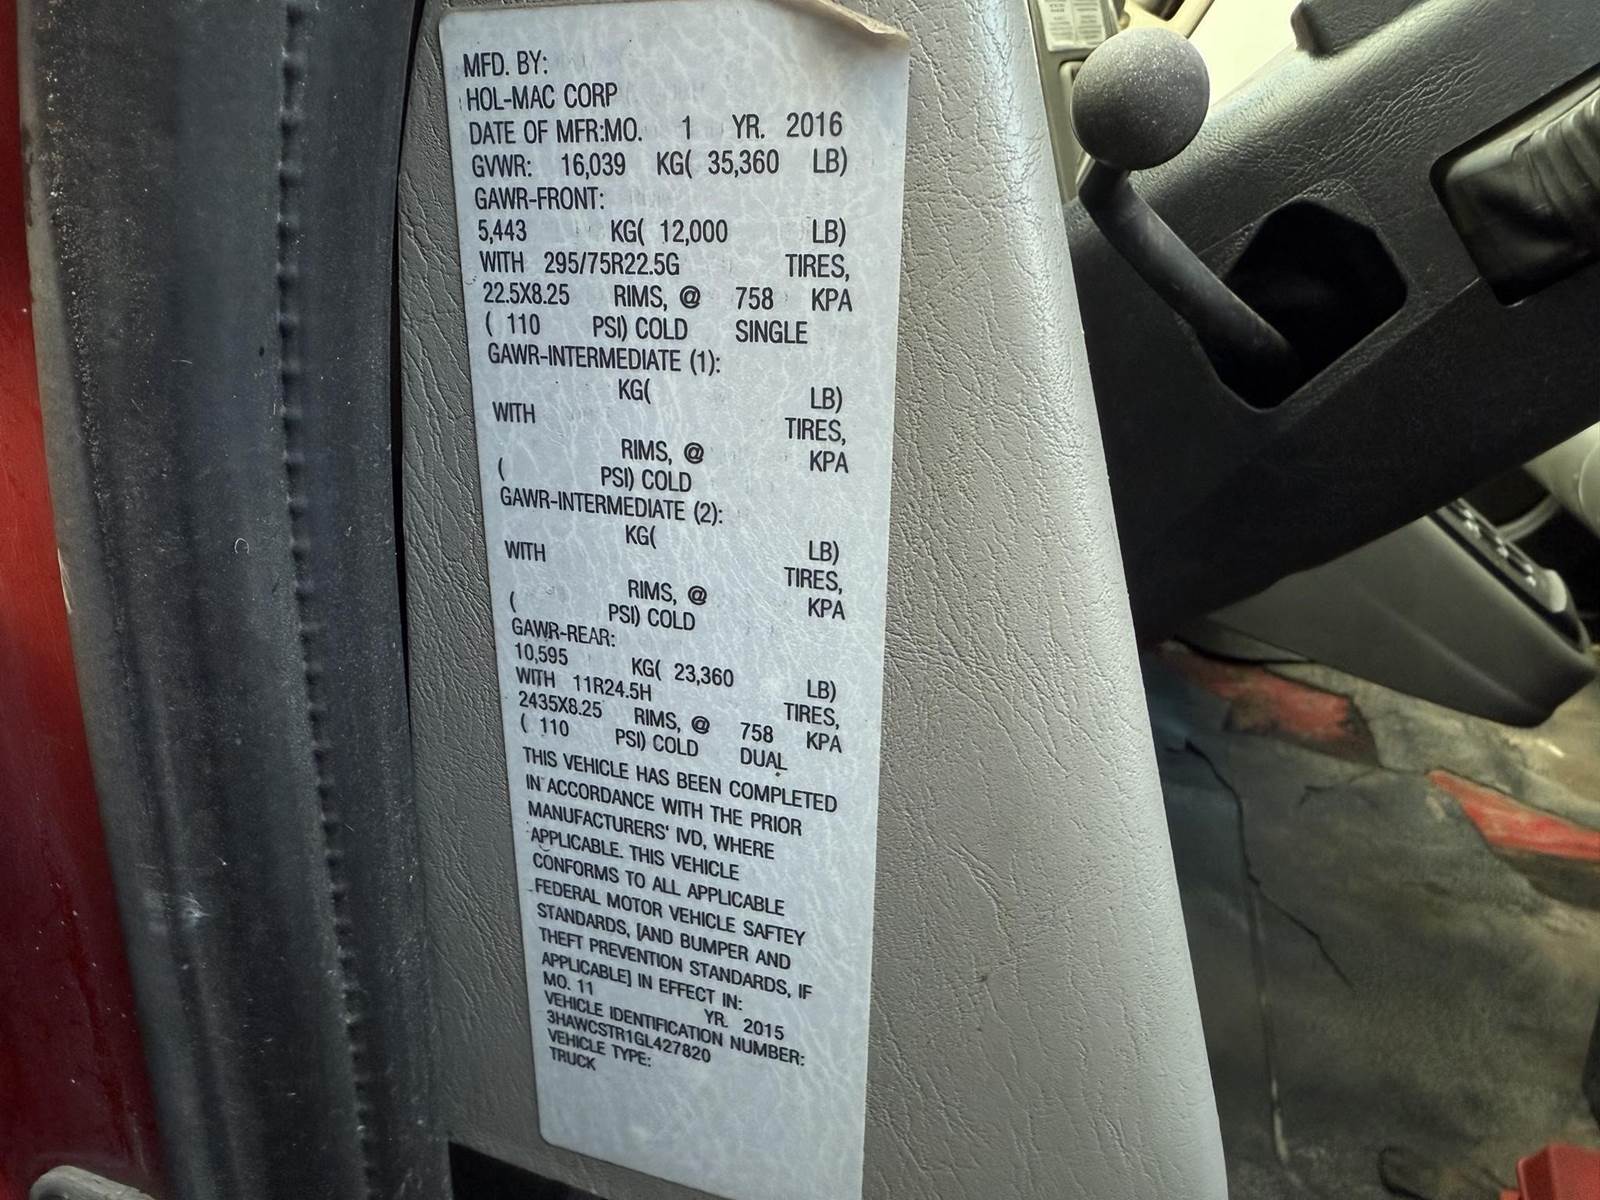 MFD. BY:
HOL-MAC CORP
DATE OF MFR:MO. 1 YR. 2016
GVWR: 16,039 KG( 35,360 LB)
GAWR-FRONT:
5,443 KG( 12,000 LB)
WITH 295/75R22.5G TIRES,
22.5X8.25 RIMS, @ 758 KPA
( 110 PSI) COLD SINGLE
GAWR-INTERMEDIATE (1):
KG( LB)
WITH TIRES,
RIMS, @ KPA
( PSI) COLD
GAWR-INTERMEDIATE (2):
KG( LB)
WITH TIRES,
RIMS, @ KPA
( PSI) COLD
GAWR-REAR:
10,595 KG( 23,360 LB)
WITH 11R24.5H TIRES,
2435X8.25 RIMS, @ 758 KPA
( 110 PSI) COLD DUAL
THIS VEHICLE HAS BEEN COMPLETED
IN ACCORDANCE WITH THE PRIOR
MANUFACTURERS' IVD, WHERE
APPLICABLE. THIS VEHICLE
CONFORMS TO ALL APPLICABLE
FEDERAL MOTOR VEHICLE SAFTEY
STANDARDS, [AND BUMPER AND
THEFT PREVENTION STANDARDS, IF
APPLICABLE] IN EFFECT IN:
MO. 11 YR. 2015
VEHICLE IDENTIFICATION NUMBER:
3HAWCSTR1GL427820
VEHICLE TYPE:
TRUCK